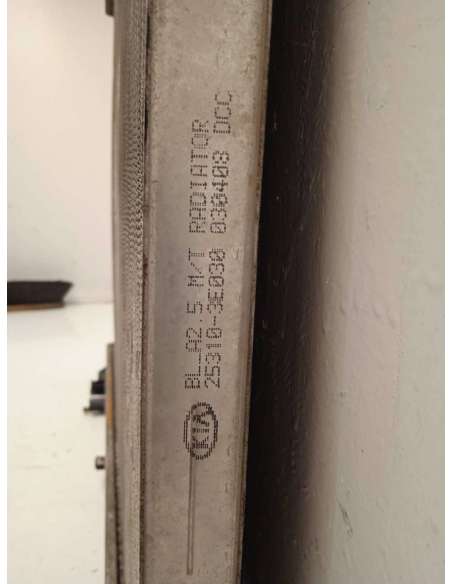 KIA
BL_A2.5 M/T RADIATOR
25310-3E030 030408 DCC